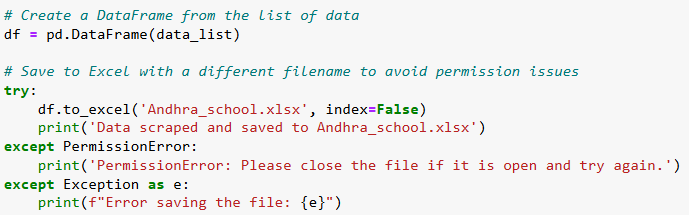 # Create a DataFrame from the list of data
df = pd.DataFrame(data_list)

# Save to Excel with a different filename to avoid permission issues
try:
    df.to_excel('Andhra_school.xlsx', index=False)
    print('Data scraped and saved to Andhra_school.xlsx')
except PermissionError:
    print('PermissionError: Please close the file if it is open and try again.')
except Exception as e:
    print(f"Error saving the file: {e}")